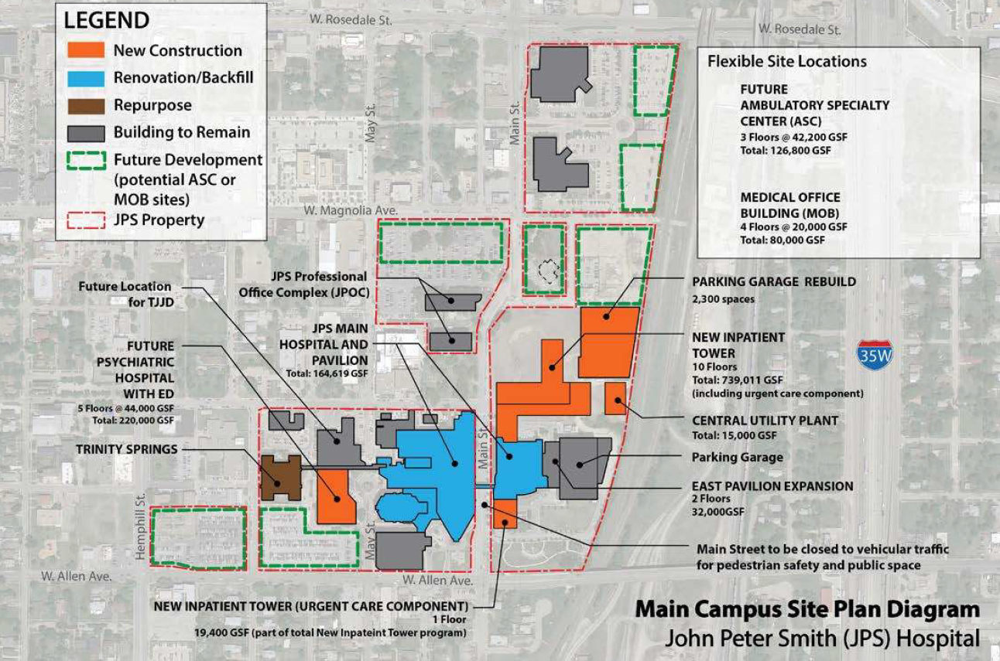 LEGEND
New Construction
Renovation/Backfill
Repurpose
Building to Remain
Future Development
(potential ASC or
MOB sites)
JPS Property
W. Rosedale St.
W. Rosedale St.
May St.
Main St.
W. Magnolia Ave.
Flexible Site Locations
FUTURE
AMBULATORY SPECIALTY
CENTER (ASC)
3 Floors @ 42,200 GSF
Total: 126,800 GSF
MEDICAL OFFICE
BUILDING (MOB)
4 Floors @ 20,000 GSF
Total: 80,000 GSF
Future Location
for TJJD
FUTURE
PSYCHIATRIC
HOSPITAL
WITH ED
5 Floors @ 44,000 GSF
Total: 220,000 GSF
TRINITY SPRINGS
JPS Professional
Office Complex (JPOC)
JPS MAIN
HOSPITAL AND
PAVILION
Total: 164,619 GSF
PARKING GARAGE REBUILD
2,300 spaces
NEW INPATIENT
TOWER
10 Floors
Total: 739,011 GSF
(including urgent care component)
35W
CENTRAL UTILITY PLANT
Total: 15,000 GSF
Parking Garage
EAST PAVILION EXPANSION
2 Floors
32,000GSF
Main Street to be closed to vehicular traffic
for pedestrian safety and public space
Main St.
Hemphill St.
May St.
W. Allen Ave.
W. Allen Ave.
NEW INPATIENT TOWER (URGENT CARE COMPONENT)
1 Floor
19,400 GSF (part of total New Inpateint Tower program)
Main Campus Site Plan Diagram
John Peter Smith (JPS) Hospital